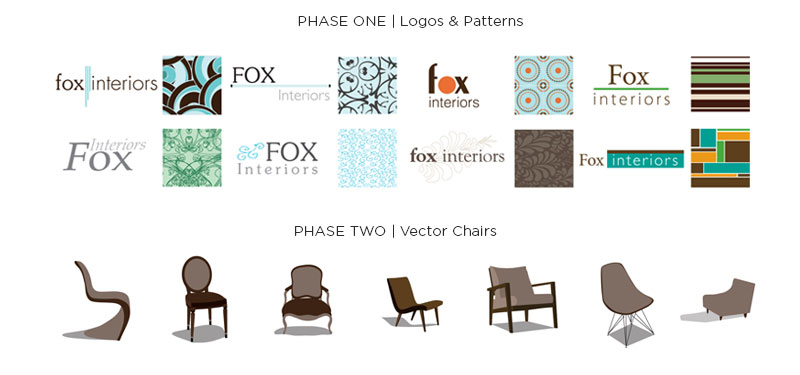 PHASE ONE | Logos & Patterns
fox interiors
FOX
Interiors
fox
interiors
Fox
interiors
Interiors
Fox
& FOX
Interiors
fox interiors
Fox interiors
PHASE TWO | Vector Chairs